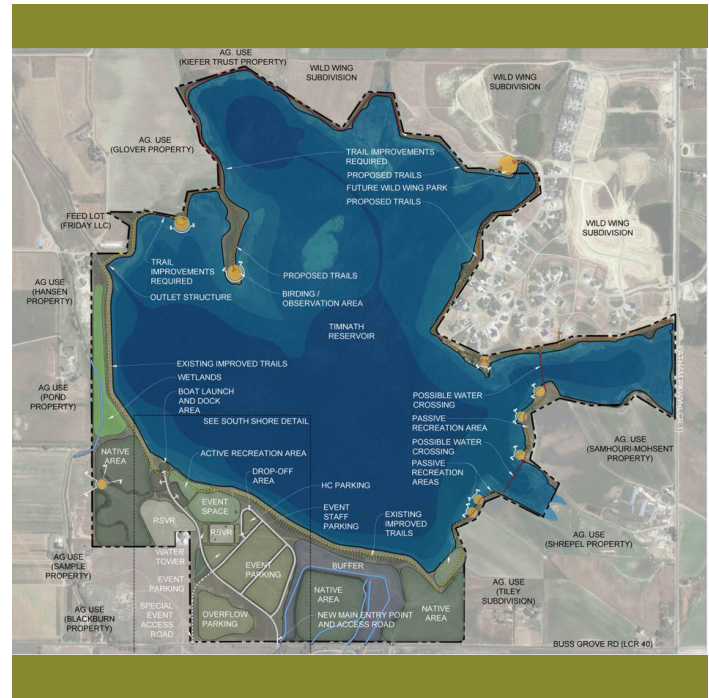 AG. USE
(KIEFER TRUST PROPERTY)
WILD WING
SUBDIVISION
WILD WING
SUBDIVISION
AG. USE
(GLOVER PROPERTY)
TRAIL IMPROVEMENTS
REQUIRED
PROPOSED TRAILS
FUTURE WILD WING PARK
PROPOSED TRAILS
FEED LOT
(FRIDAY LLC)
WILD WING
SUBDIVISION
TRAIL
IMPROVEMENTS
REQUIRED
OUTLET STRUCTURE
PROPOSED TRAILS
BIRDING /
OBSERVATION AREA
AG USE
(HANSEN
PROPERTY)
TIMNATH
RESERVOIR
EXISTING IMPROVED TRAILS
WETLANDS
BOAT LAUNCH
AND DOCK
AREA
AG USE
(POND
PROPERTY)
SEE SOUTH SHORE DETAIL
POSSIBLE WATER
CROSSING
PASSIVE
RECREATION AREA
POSSIBLE WATER
CROSSING
PASSIVE
RECREATION
AREAS
AG. USE
(SAMHOURI-MOHSENT
PROPERTY)
NATIVE
AREA
ACTIVE RECREATION AREA
DROP-OFF
AREA
HC PARKING
EVENT
SPACE
EVENT
STAFF
PARKING
EXISTING
IMPROVED
TRAILS
RSVR
RSVR
AG. USE
(SHREPEL PROPERTY)
AG USE
(SAMPLE
PROPERTY)
WATER
TOWER
EVENT
PARKING
EVENT
PARKING
BUFFER
NATIVE
AREA
AG. USE
(TILEY
SUBDIVISION)
AG USE
(BLACKBURN
PROPERTY)
SPECIAL
EVENT
ACCESS
ROAD
OVERFLOW
PARKING
NEW MAIN ENTRY POINT
AND ACCESS ROAD
NATIVE
AREA
BUSS GROVE RD (LCR 40)